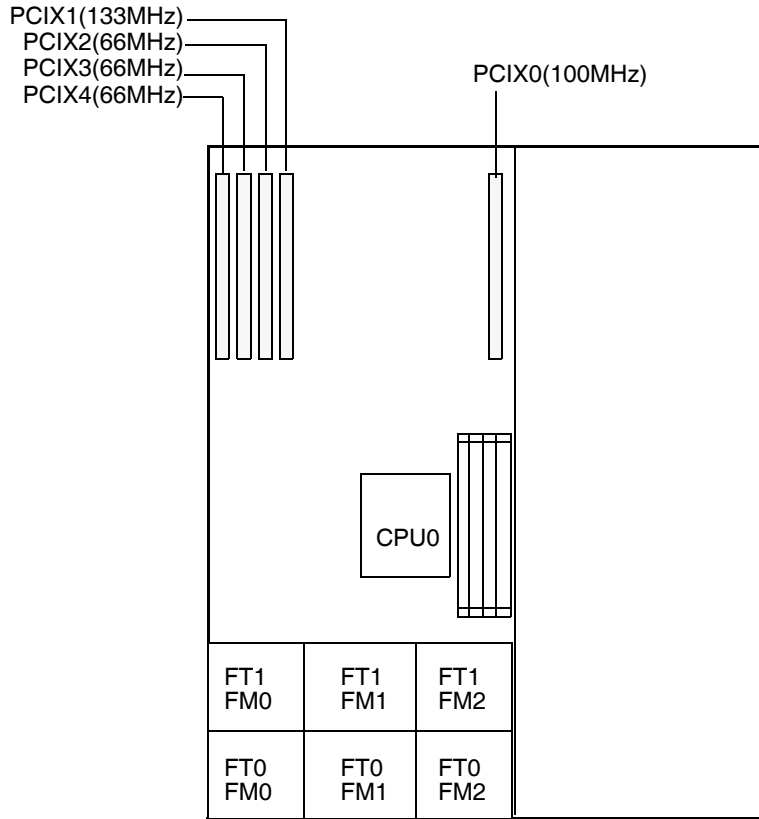 PCIX1(133MHz)
PCIX2(66MHz)
PCIX3(66MHz)
PCIX4(66MHz)
PCIX0(100MHz)
CPU0
FT1
FM0
FT1
FM1
FT1
FM2
FT0
FM0
FT0
FM1
FT0
FM2